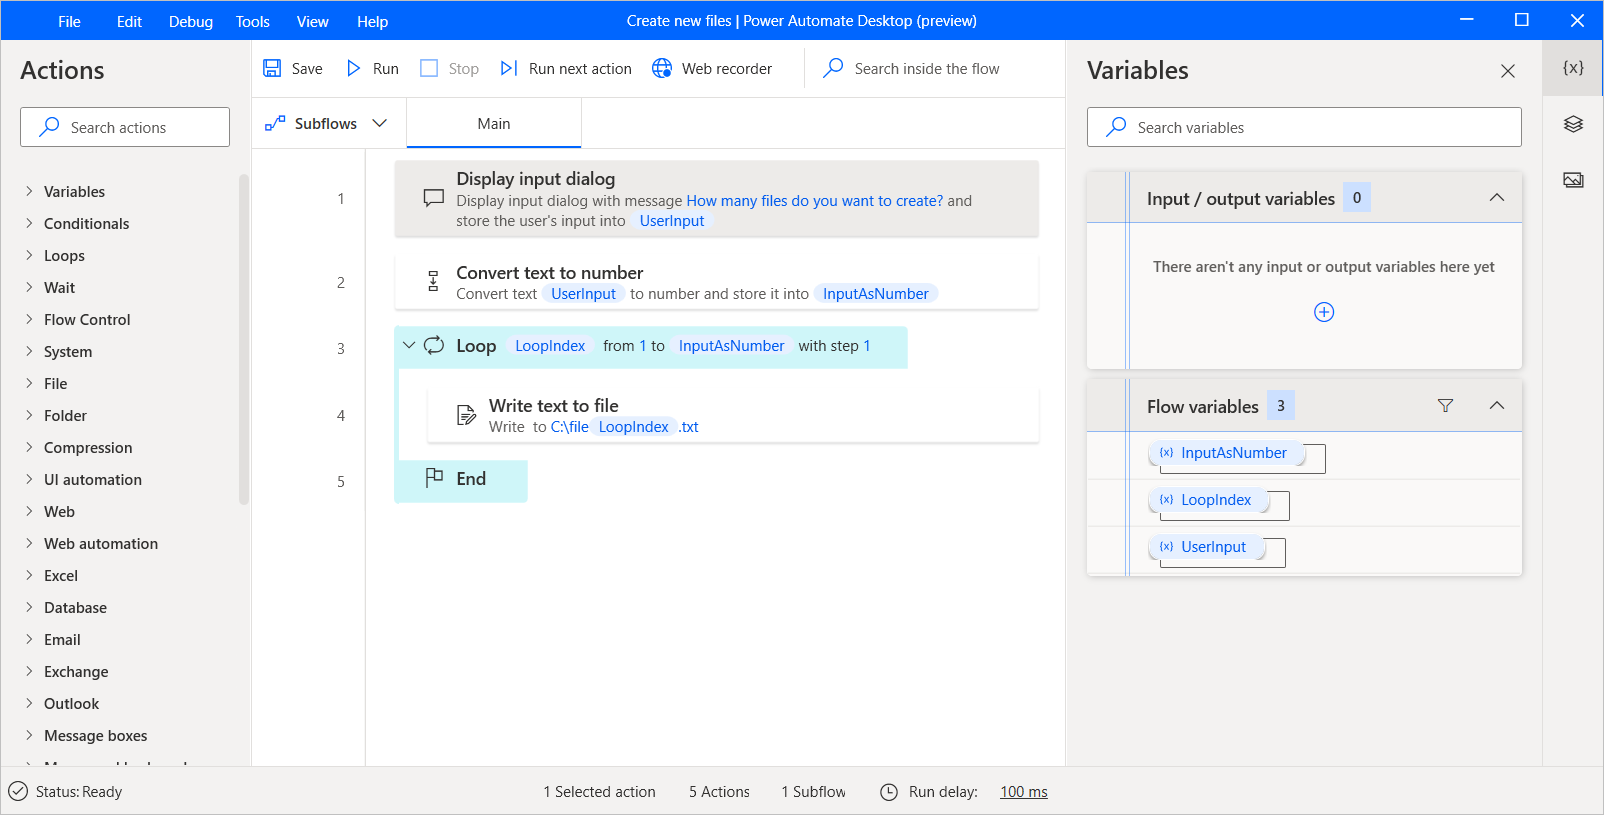 File Edit Debug Tools View Help Create new files | Power Automate Desktop (preview)
Actions
Search actions
Variables
Conditionals
Loops
Wait
Flow Control
System
File
Folder
Compression
UI automation
Web
Web automation
Excel
Database
Email
Exchange
Outlook
Message boxes
Save Run Stop Run next action Web recorder Search inside the flow
Subflows Main
1
Display input dialog
Display input dialog with message How many files do you want to create? and
store the user's input into UserInput
2
Convert text to number
Convert text UserInput to number and store it into InputAsNumber
3
Loop LoopIndex from 1 to InputAsNumber with step 1
4
Write text to file
Write to C:\file LoopIndex .txt
5
End
Variables
{x}
Search variables
Input / output variables 0
There aren't any input or output variables here yet
Flow variables 3
{x} InputAsNumber
{x} LoopIndex
{x} UserInput
Status: Ready 1 Selected action 5 Actions 1 Subflow Run delay: 100 ms